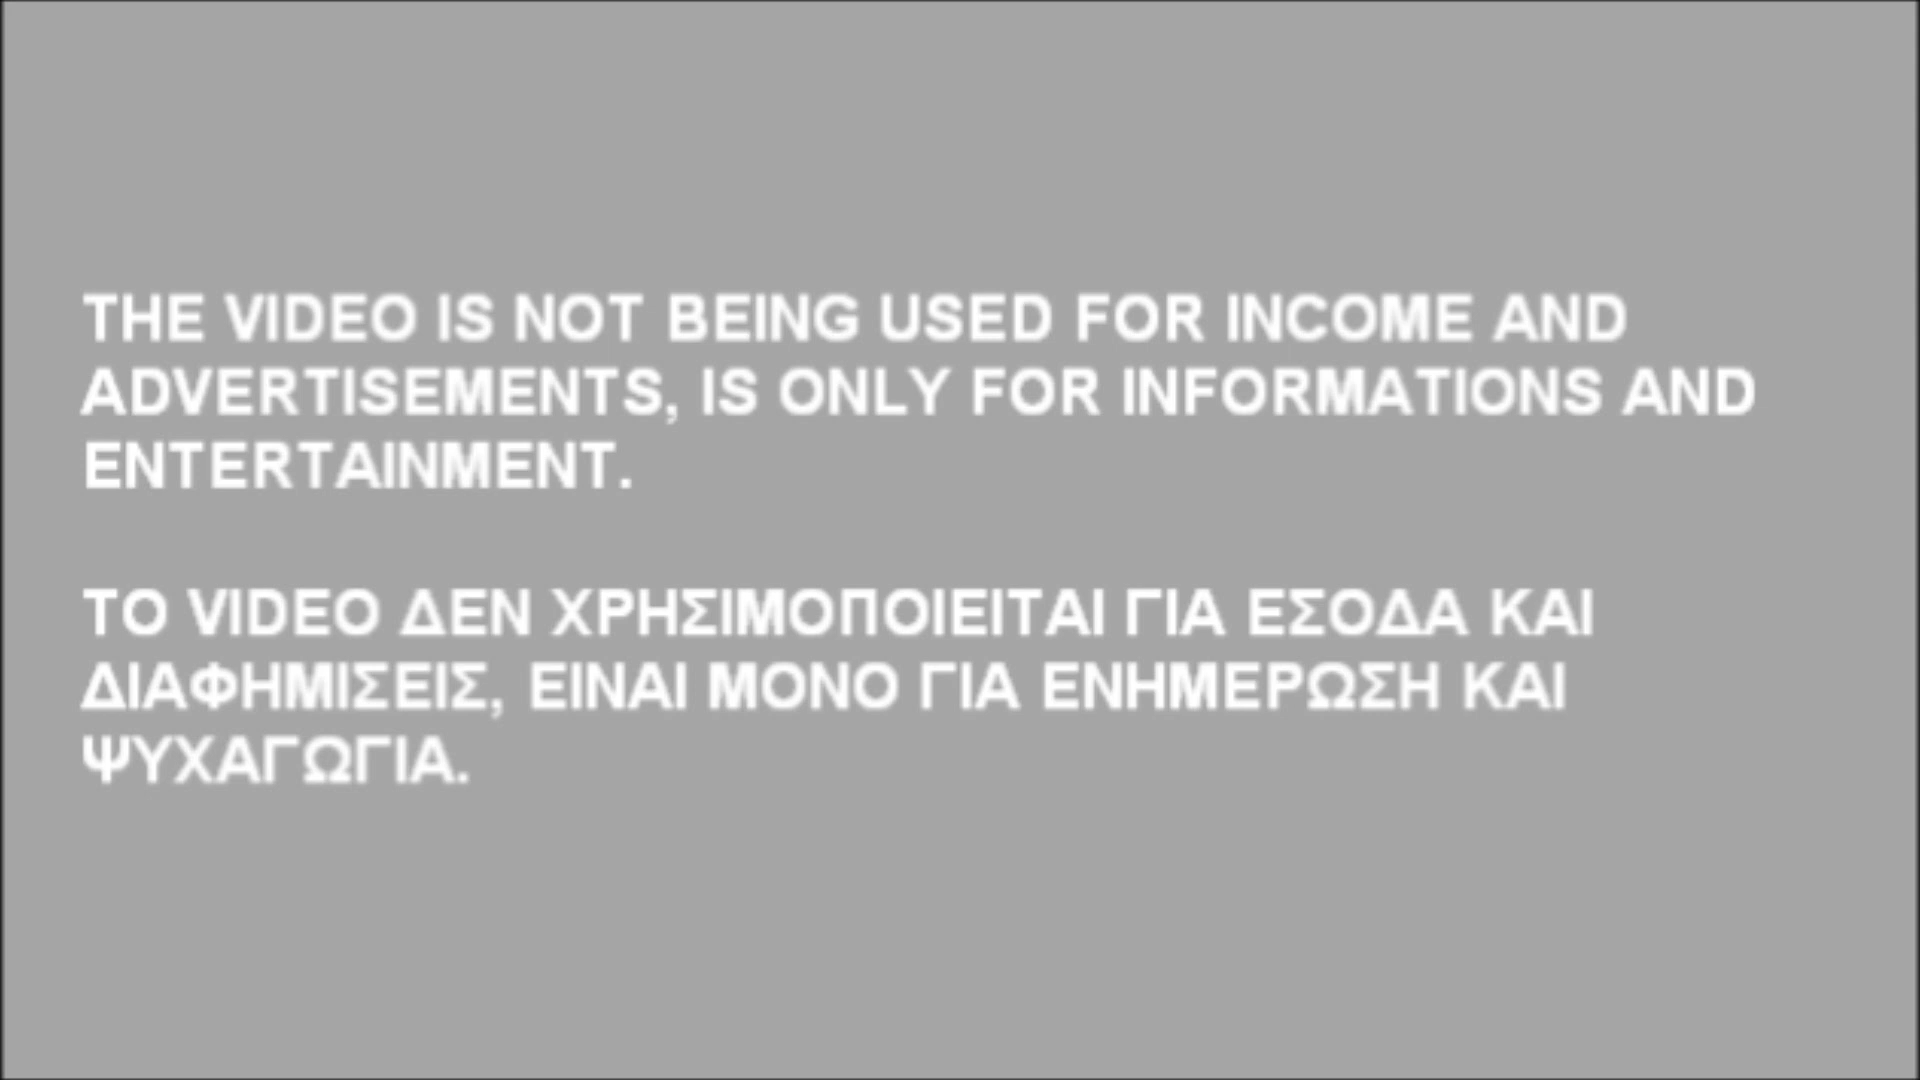 THE VIDEO IS NOT BEING USED FOR INCOME AND
ADVERTISEMENTS, IS ONLY FOR INFORMATIONS AND
ENTERTAINMENT.
ΤΟ VIDEO ΔΕΝ ΧΡΗΣΙΜΟΠΟΙΕΙΤΑΙ ΓΙΑ ΕΣΟΔΑ ΚΑΙ
ΔΙΑΦΗΜΙΣΕΙΣ, ΕΙΝΑΙ ΜΟΝΟ ΓΙΑ ΕΝΗΜΕΡΩΣΗ ΚΑΙ
ΨΥΧΑΓΩΓΙΑ.